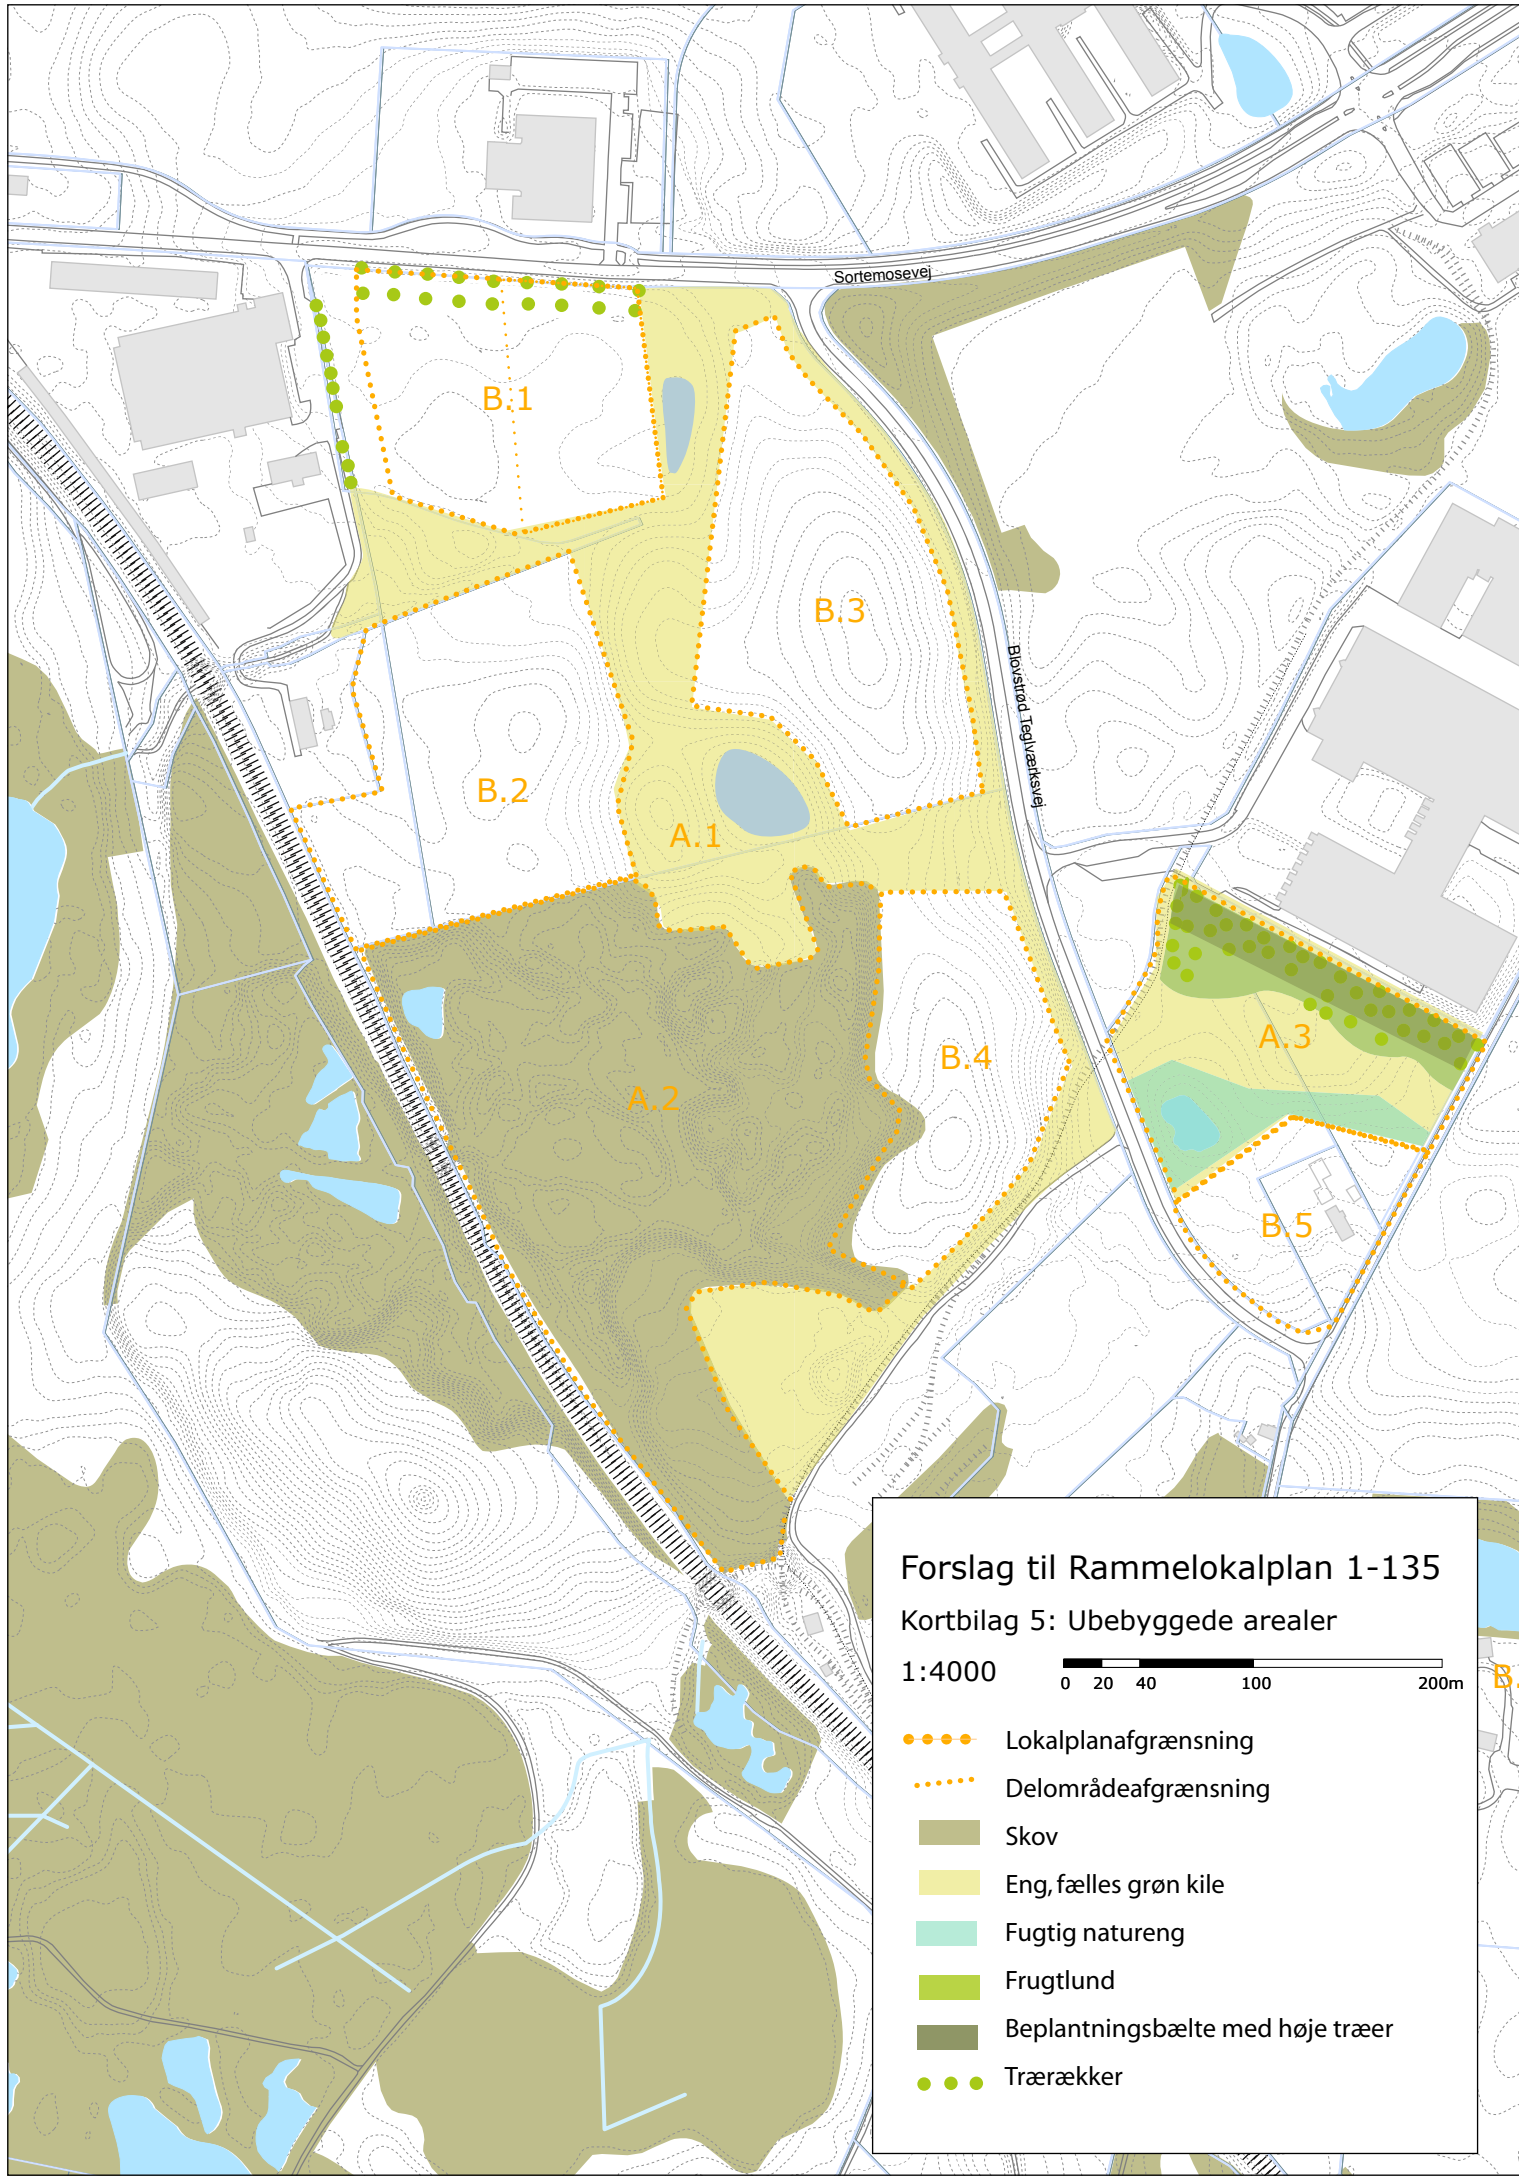 Sortemosevej
B.1
B.3
Blovstrød Teglværksvej
B.2
A.1
A.3
B.4
A.2
B.5
Forslag til Rammelokalplan 1-135
Kortbilag 5: Ubebyggede arealer
1:4000
0 20 40 100 200m
B.
Lokalplanafgrænsning
Delområdeafgrænsning
Skov
Eng, fælles grøn kile
Fugtig natureng
Frugtlund
Beplantningsbælte med høje træer
Trærækker